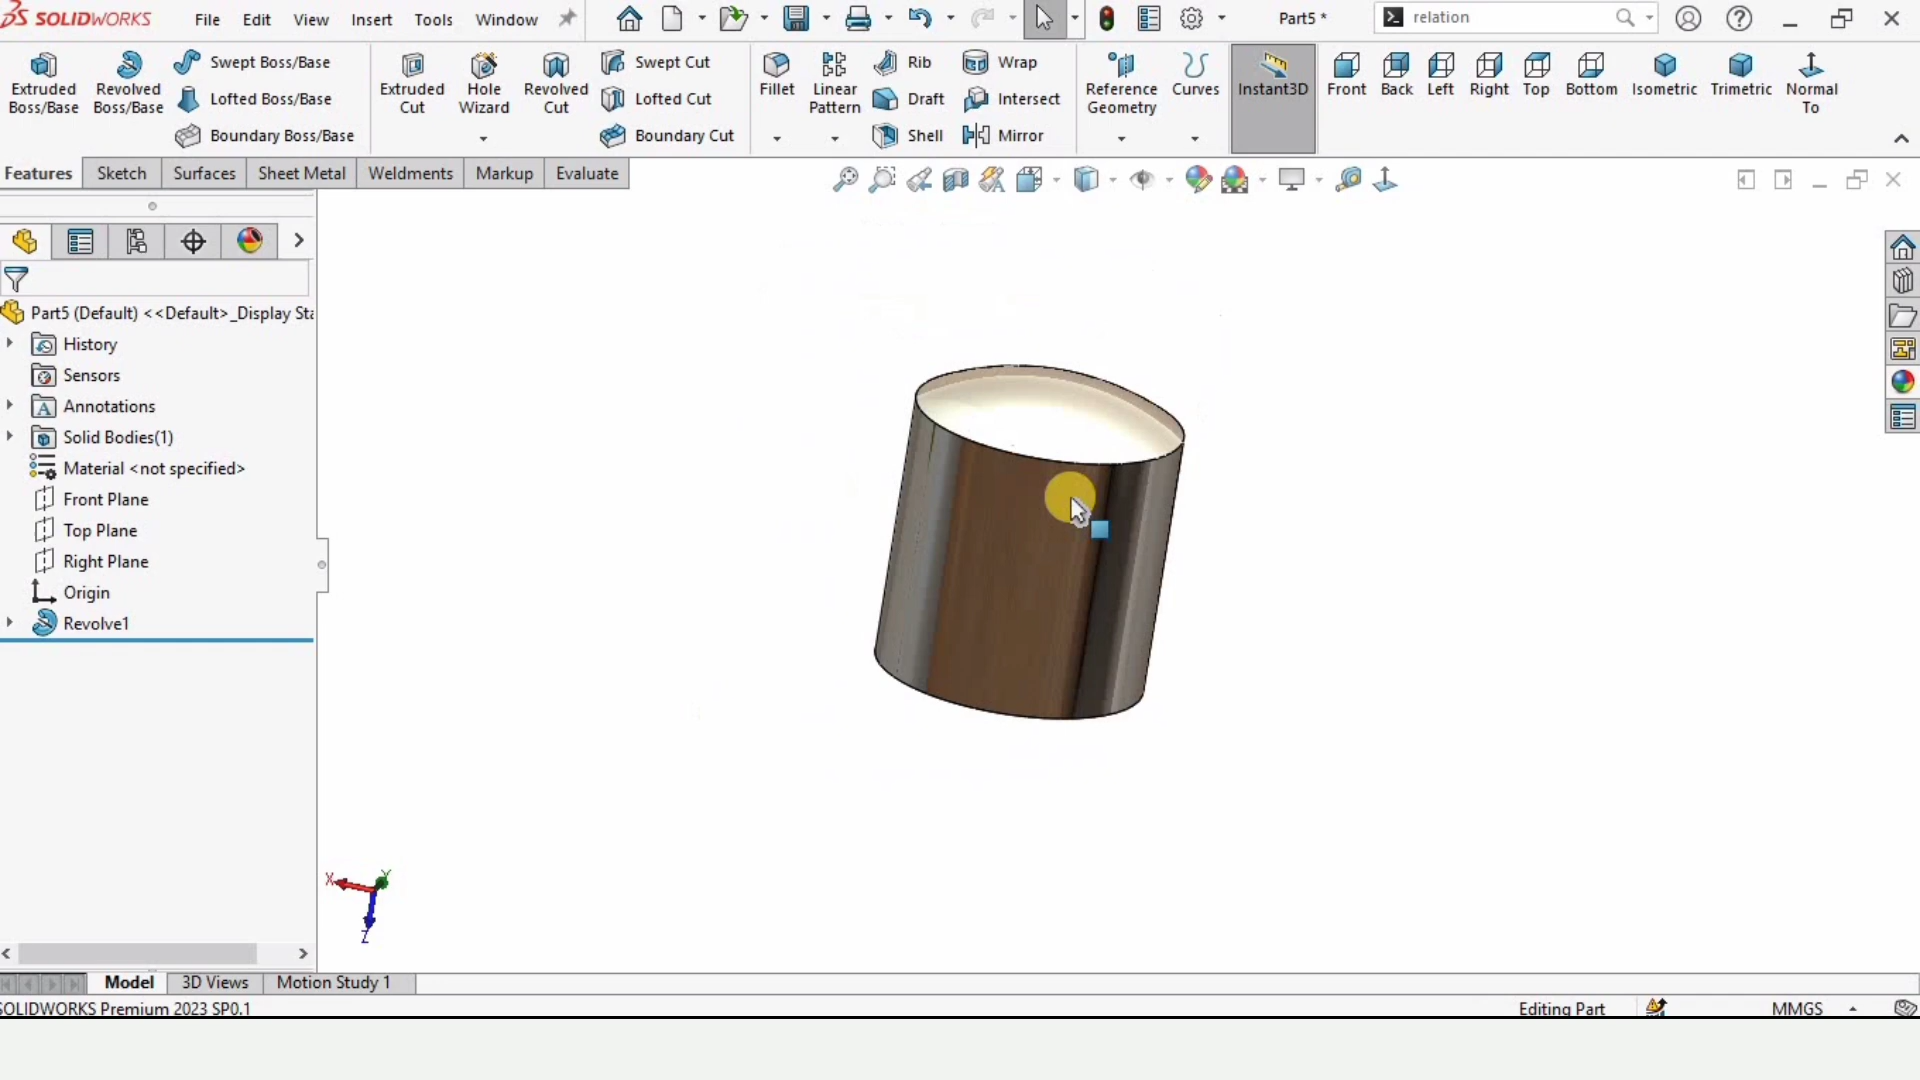 SOLIDWORKS File Edit View Insert Tools Window Part5 * relation
Extruded Boss/Base
Revolved Boss/Base
Swept Boss/Base
Lofted Boss/Base
Boundary Boss/Base
Extruded Cut
Hole Wizard
Revolved Cut
Swept Cut
Lofted Cut
Boundary Cut
Fillet
Linear Pattern
Rib
Draft
Shell
Wrap
Intersect
Mirror
Reference Geometry
Curves
Instant3D
Front
Back
Left
Right
Top
Bottom
Isometric
Trimetric
Normal To
Features Sketch Surfaces Sheet Metal Weldments Markup Evaluate
Part5 (Default) <<Default>_Display Sta
History
Sensors
Annotations
Solid Bodies(1)
Material <not specified>
Front Plane
Top Plane
Right Plane
Origin
Revolve1
X Y
Z
Model 3D Views Motion Study 1
SOLIDWORKS Premium 2023 SP0.1 Editing Part MMGS